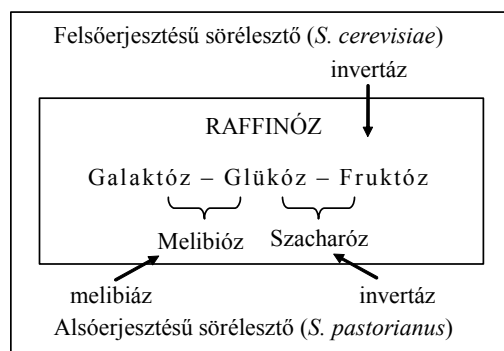 Felsőerjesztésű sörélesztő (S. cerevisiae)
invertáz
RAFFINÓZ
Galaktóz – Glükóz – Fruktóz
Melibióz Szacharóz
melibiáz invertáz
Alsóerjesztésű sörélesztő (S. pastorianus)